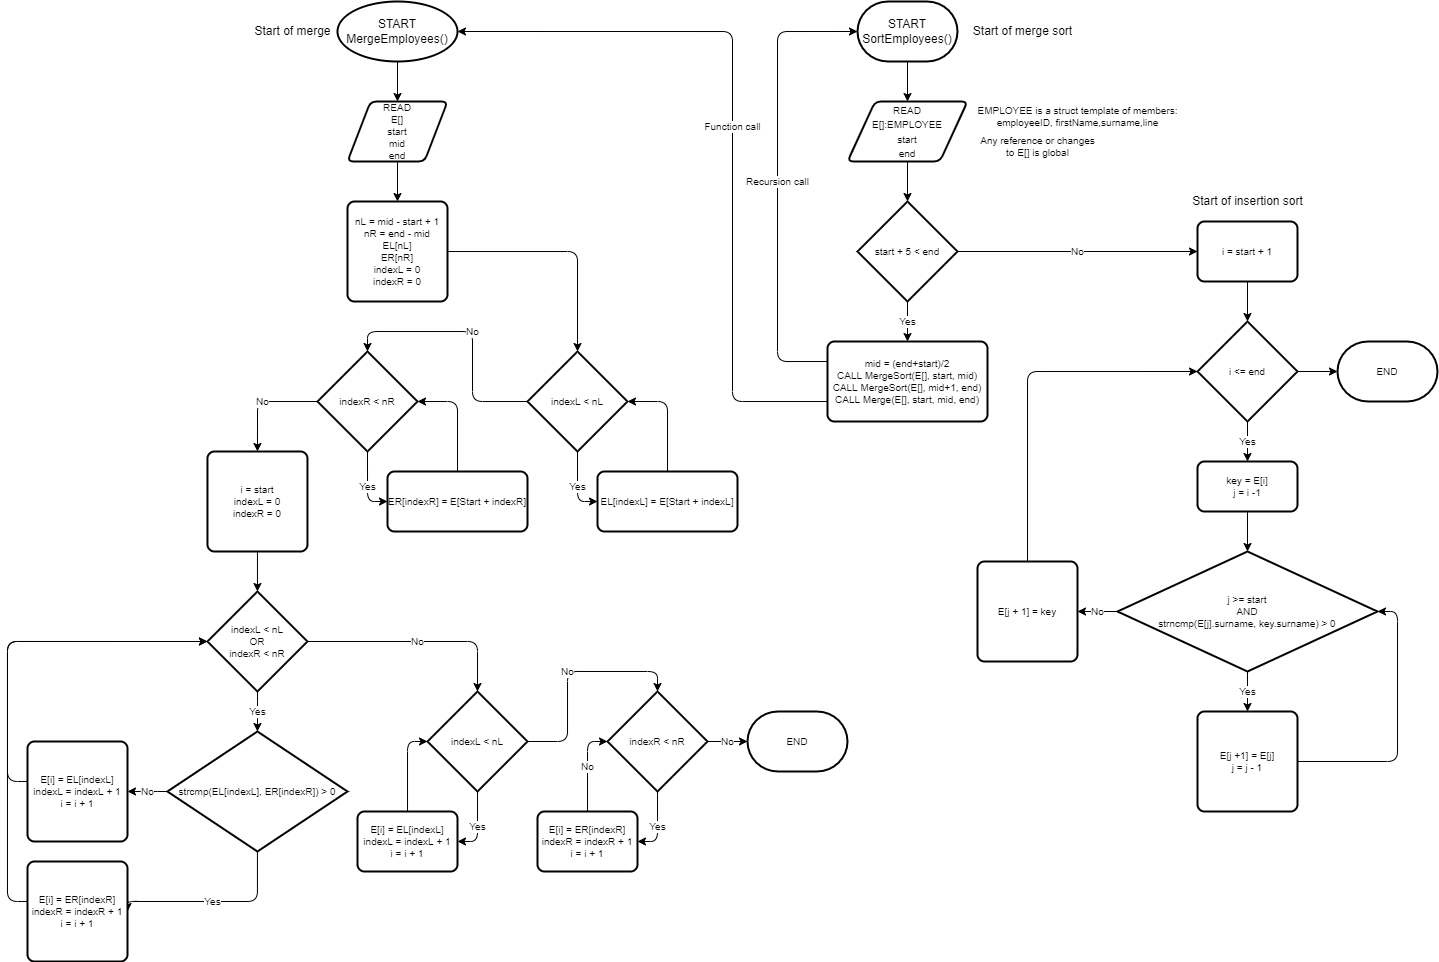 Start of merge
START
MergeEmployees()
READ
E[]
start
mid
end
nL = mid - start + 1
nR = end - mid
EL[nL]
ER[nR]
indexL = 0
indexR = 0
No
indexR < nR
indexL < nL
No
Yes
Yes
ER[indexR] = E[Start + indexR]
EL[indexL] = E[Start + indexL]
i = start
indexL = 0
indexR = 0
indexL < nL
OR
indexR < nR
No
Yes
strcmp(EL[indexL], ER[indexR]) > 0
No
E[i] = EL[indexL]
indexL = indexL + 1
i = i + 1
Yes
E[i] = ER[indexR]
indexR = indexR + 1
i = i + 1
indexL < nL
No
Yes
E[i] = EL[indexL]
indexL = indexL + 1
i = i + 1
indexR < nR
No
END
No
Yes
E[i] = ER[indexR]
indexR = indexR + 1
i = i + 1
Function call
Recursion call
START
SortEmployees()
Start of merge sort
READ
E[]:EMPLOYEE
start
end
EMPLOYEE is a struct template of members:
employeeID, firstName,surname,line
Any reference or changes
to E[] is global
start + 5 < end
No
Yes
mid = (end+start)/2
CALL MergeSort(E[], start, mid)
CALL MergeSort(E[], mid+1, end)
CALL Merge(E[], start, mid, end)
Start of insertion sort
i = start + 1
i <= end
END
Yes
key = E[i]
j = i -1
j >= start
AND
strncmp(E[j].surname, key.surname) > 0
No
E[j + 1] = key
Yes
E[j +1] = E[j]
j = j - 1